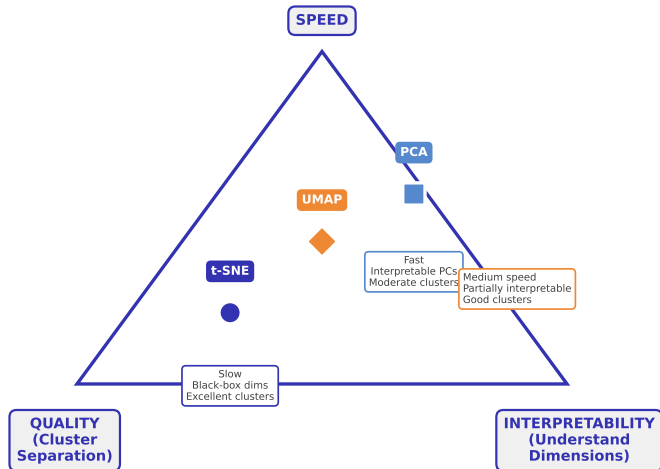 SPEED
PCA
UMAP
t-SNE
Fast
Interpretable PCs
Moderate clusters
Medium speed
Partially interpretable
Good clusters
Slow
Black-box dims
Excellent clusters
QUALITY
(Cluster
Separation)
INTERPRETABILITY
(Understand
Dimensions)